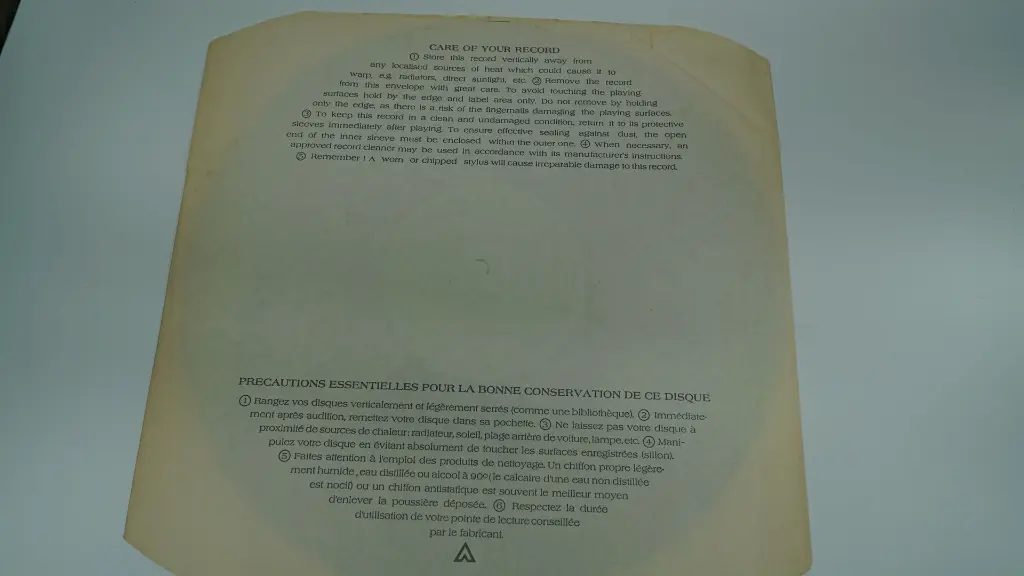 CARE OF YOUR RECORD
① Store this record vertically away from
any localised sources of heat which could cause it to
warp, e.g. radiators, direct sunlight, etc. ② Remove the record
from this envelope with great care. To avoid touching the playing
surfaces hold by the edge and label area only. Do not remove by holding
only the edge, as there is a risk of the fingernails damaging the playing surfaces.
③ To keep this record in a clean and undamaged condition, return it to its protective
sleeves immediately after playing. To ensure effective sealing against dust, the open
end of the inner sleeve must be enclosed within the outer one. ④ When necessary, an
approved record cleaner may be used in accordance with its manufacturer's instructions.
⑤ Remember! A worn or chipped stylus will cause irreparable damage to this record.
PRECAUTIONS ESSENTIELLES POUR LA BONNE CONSERVATION DE CE DISQUE
① Rangez vos disques verticalement et légèrement serrés (comme une bibliothèque). ② Immédiate-
ment après audition, remettez votre disque dans sa pochette. ③ Ne laissez pas votre disque à
proximité de sources de chaleur: radiateur, soleil, plage arrière de voiture, lampe, etc. ④ Mani-
pulez votre disque en évitant absolument de toucher les surfaces enregistrées (sillon).
⑤ Faites attention à l'emploi des produits de nettoyage. Un chiffon propre légère-
ment humide, eau distillée ou alcool à 90° (le calcaire d'une eau non distillée
est nocif) ou un chiffon antistatique est souvent le meilleur moyen
d'enlever la poussière déposée. ⑥ Respectez la durée
d'utilisation de votre pointe de lecture conseillée
par le fabricant.